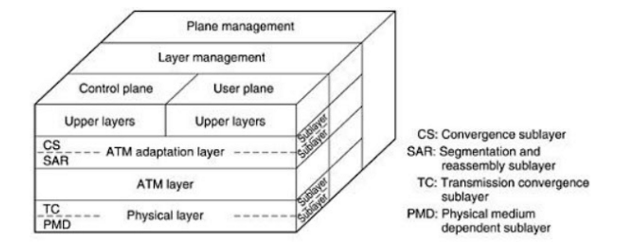 Plane management
Layer management
Control plane User plane
Upper layers Upper layers
Sublayer
Sublayer
CS
ATM adaptation layer
SAR
ATM layer
Sublayer
Sublayer
TC
Physical layer
PMD
CS: Convergence sublayer
SAR: Segmentation and
reassembly sublayer
TC: Transmission convergence
sublayer
PMD: Physical medium
dependent sublayer